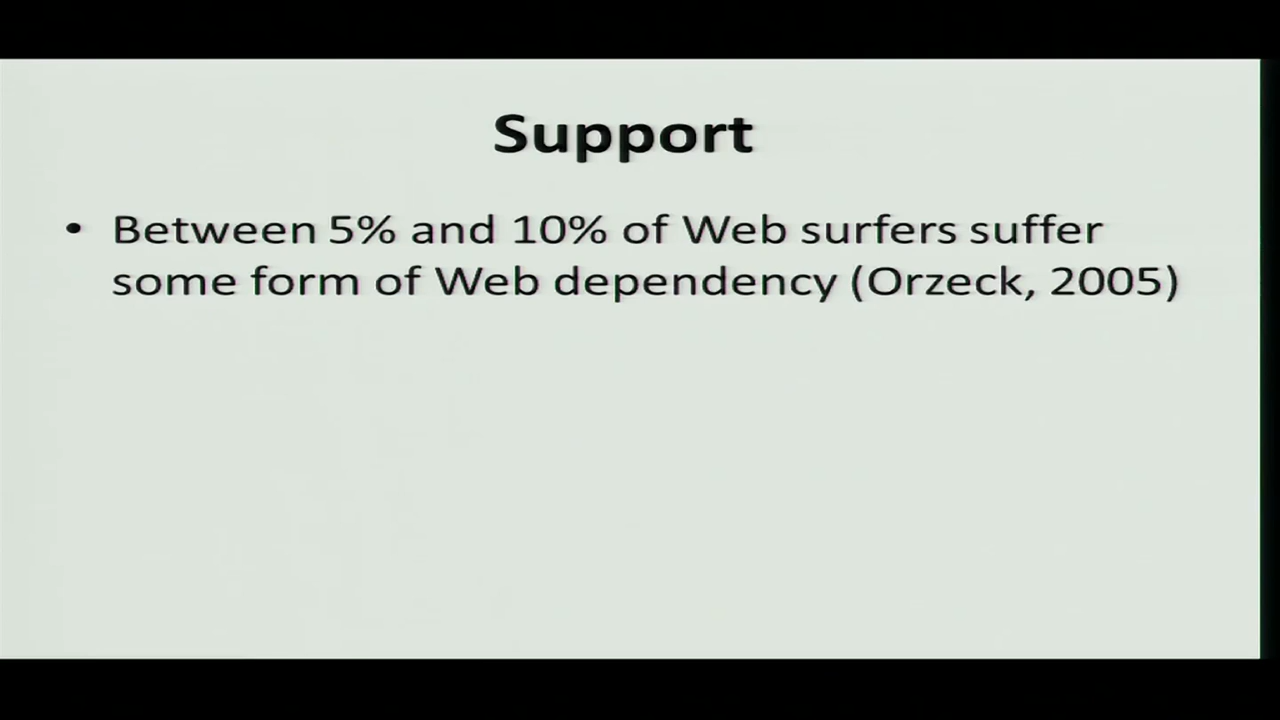 Support
• Between 5% and 10% of Web surfers suffer
some form of Web dependency (Orzeck, 2005)